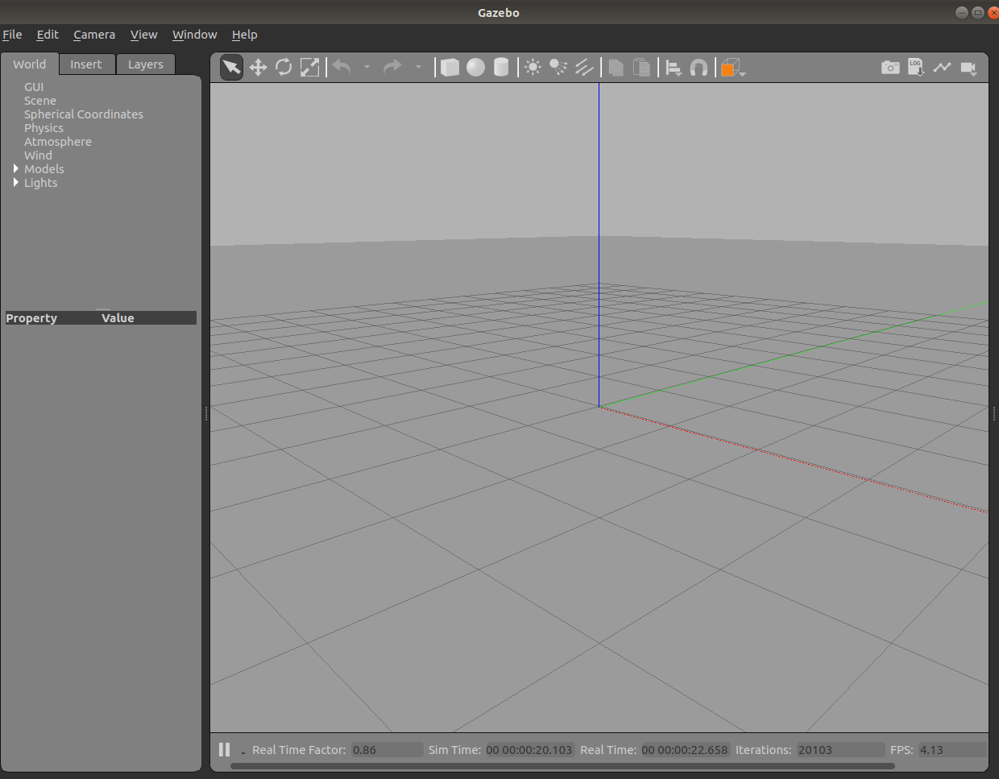 Gazebo
File Edit Camera View Window Help
World Insert Layers
LOG
GUI
Scene
Spherical Coordinates
Physics
Atmosphere
Wind
Models
Lights
Property Value
Real Time Factor: 0.86 Sim Time: 00 00:00:20.103 Real Time: 00 00:00:22.658 Iterations: 20103 FPS: 4.13